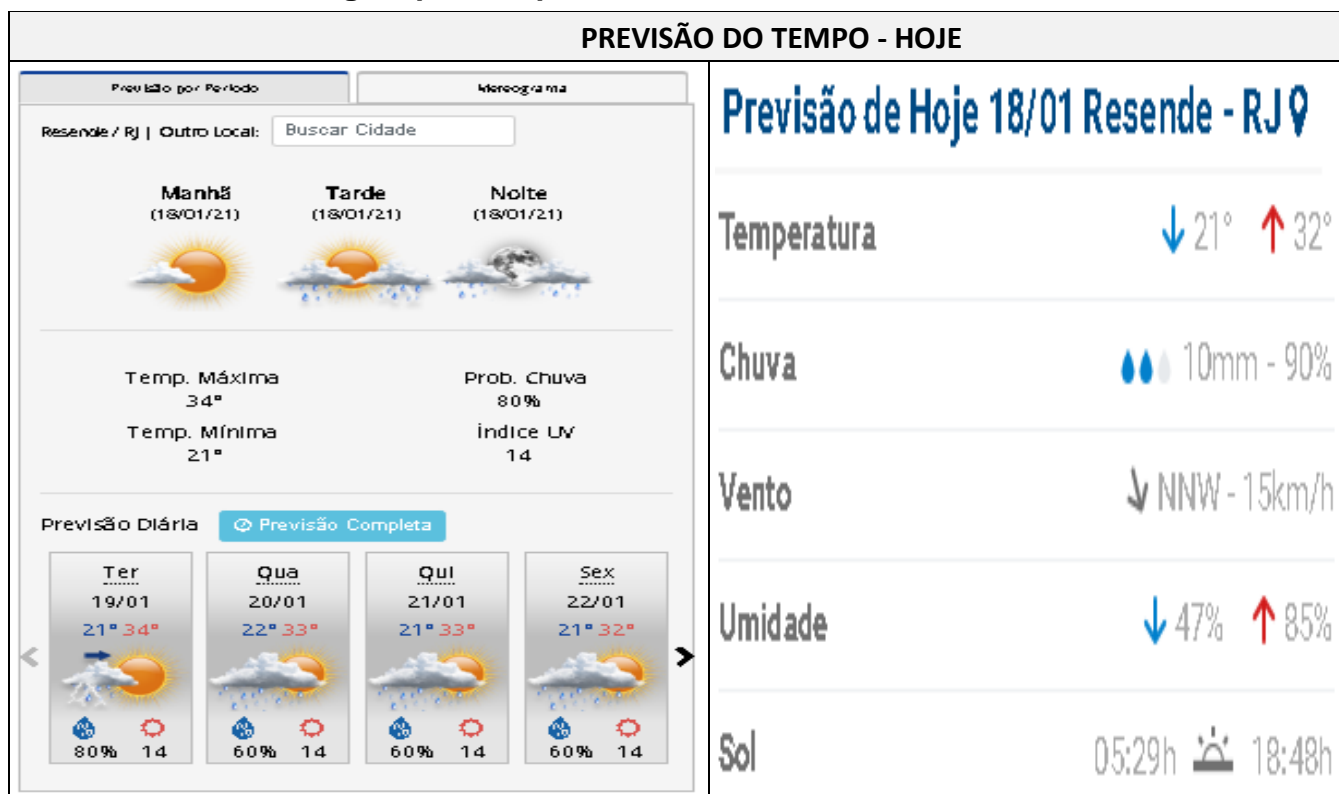 PREVISÃO DO TEMPO - HOJE
Previsão por Período Meteograma
Resende / RJ | Outro Local: Buscar Cidade
Manhã Tarde Noite
(18/01/21) (18/01/21) (18/01/21)
Temp. Máxima Prob. Chuva
34° 80%
Temp. Mínima Índice UV
21° 14
Previsão Diária Previsão Completa
Ter Qua Qui Sex
19/01 20/01 21/01 22/01
21° 34° 22° 33° 21° 33° 21° 32°
80% 14 60% 14 60% 14 60% 14
Previsão de Hoje 18/01 Resende - RJ
Temperatura ↓ 21° ↑ 32°
Chuva 10mm - 90%
Vento NNW - 15km/h
Umidade ↓ 47% ↑ 85%
Sol 05:29h 18:48h